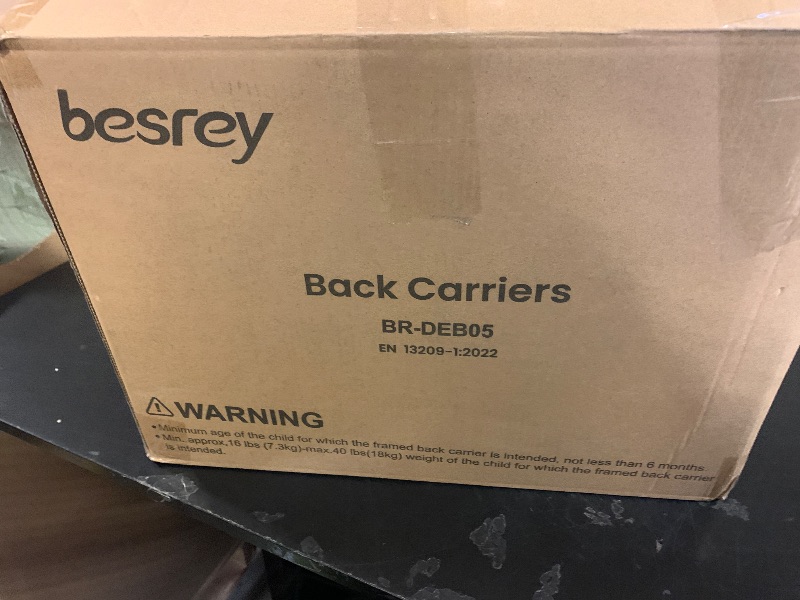 besrey
Back Carriers
BR-DEB05
EN 13209-1:2022
WARNING
•Minimum age of the child for which the framed back carrier is intended, not less than 6 months
•Min. approx.16 lbs (7.3kg)-max.40 lbs(18kg) weight of the child for which the framed back carrier
is intended.